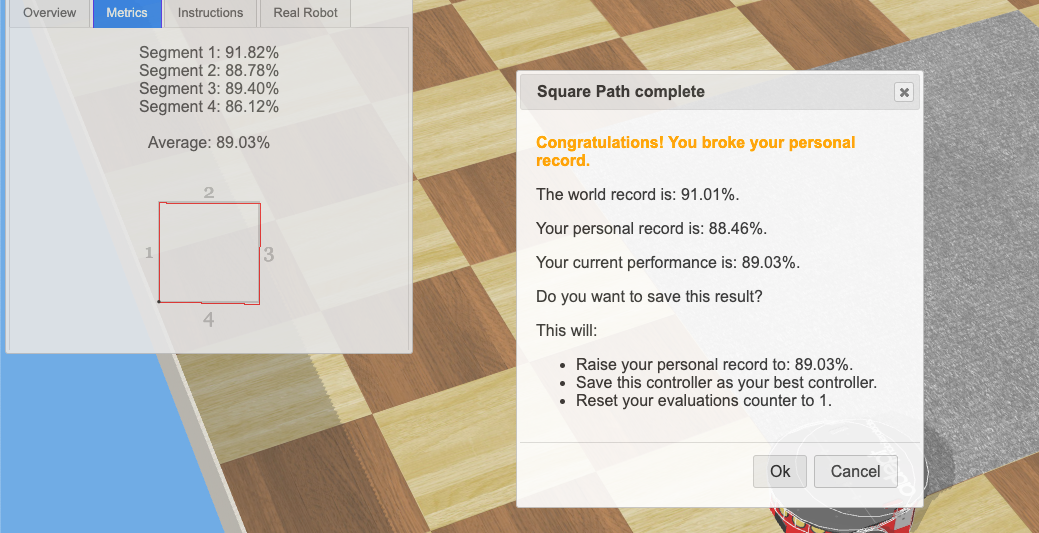 Overview
Metrics
Instructions
Real Robot
Segment 1: 91.82%
Segment 2: 88.78%
Segment 3: 89.40%
Segment 4: 86.12%
Average: 89.03%
2
1
3
4
Square Path complete
Congratulations! You broke your personal
record.
The world record is: 91.01%.
Your personal record is: 88.46%.
Your current performance is: 89.03%.
Do you want to save this result?
This will:
• Raise your personal record to: 89.03%.
• Save this controller as your best controller.
• Reset your evaluations counter to 1.
Ok
Cancel